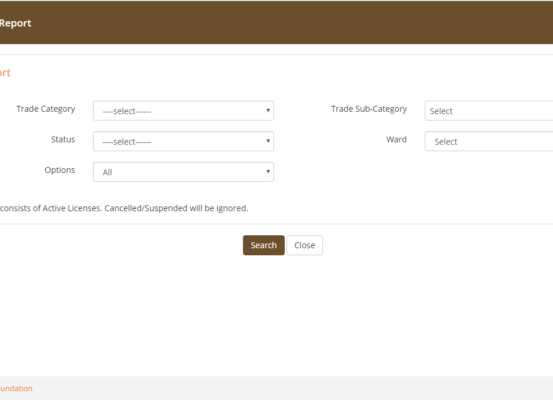 Report
ort
Trade Category ----select------ Trade Sub-Category Select
Status ----select------ Ward Select
Options All
consists of Active Licenses. Cancelled/Suspended will be ignored.
Search Close
undation